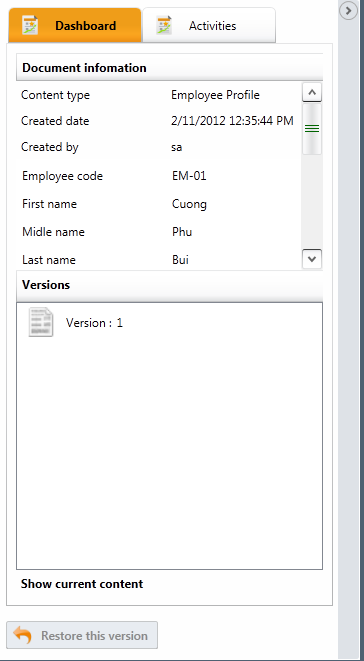 Dashboard Activities
Document infomation
Content type Employee Profile
Created date 2/11/2012 12:35:44 PM
Created by sa
Employee code EM-01
First name Cuong
Midle name Phu
Last name Bui
Versions
Version : 1
Show current content
Restore this version